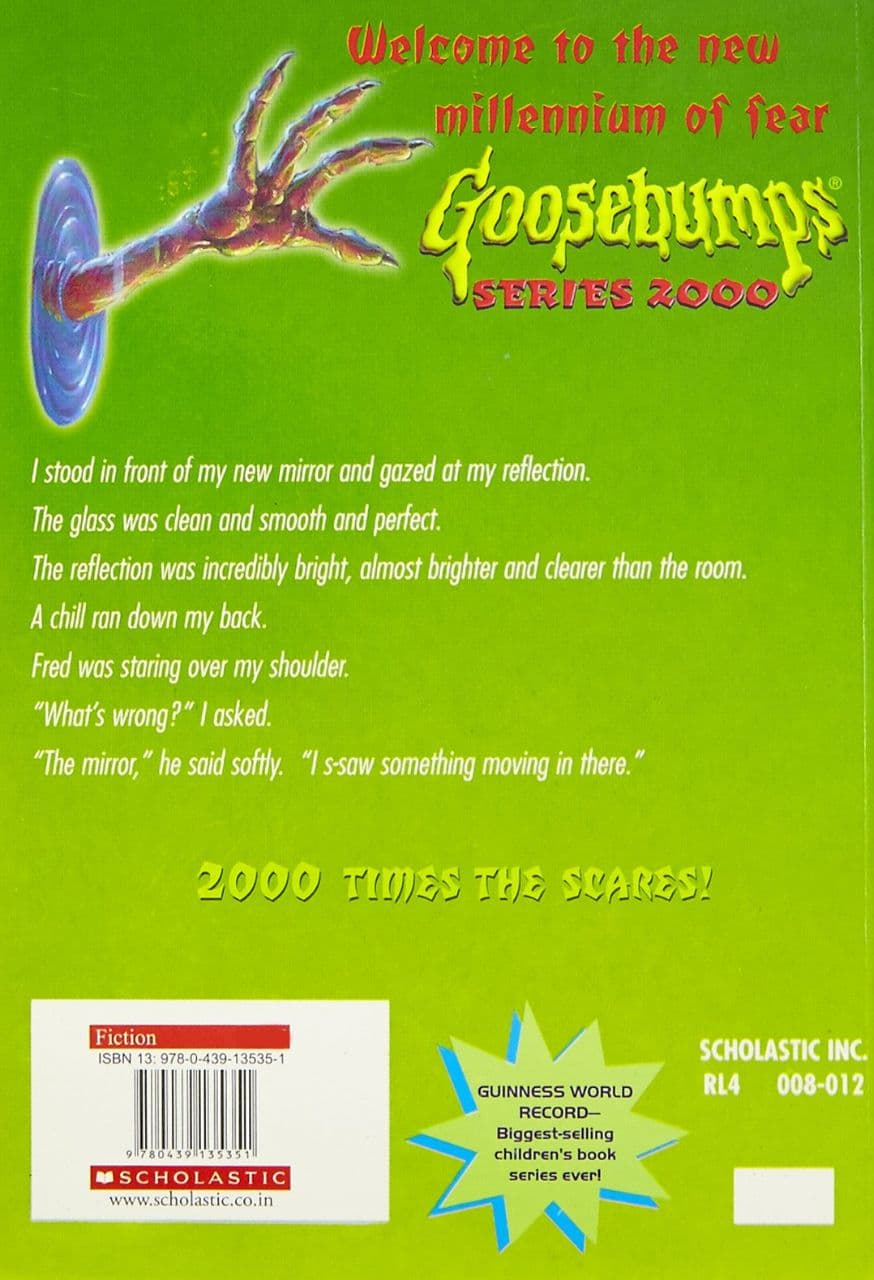 Welcome to the new
millennium of fear
Goosebumps®
SERIES 2000
I stood in front of my new mirror and gazed at my reflection.
The glass was clean and smooth and perfect.
The reflection was incredibly bright, almost brighter and clearer than the room.
A chill ran down my back.
Fred was staring over my shoulder.
“What’s wrong?” I asked.
“The mirror,” he said softly. “I s-saw something moving in there.”
2000 TIMES THE SCARES!
Fiction
ISBN 13: 978-0-439-13535-1
9 780439 135351
SCHOLASTIC
www.scholastic.co.in
GUINNESS WORLD
RECORD—
Biggest-selling
children's book
series ever!
SCHOLASTIC INC.
RL4 008-012